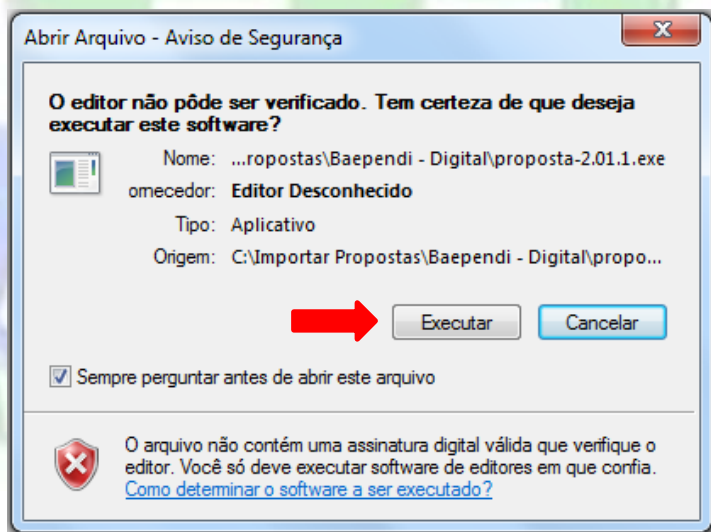 Abrir Arquivo - Aviso de Segurança
O editor não pôde ser verificado. Tem certeza de que deseja
executar este software?
Nome: ...ropostas\Baependi - Digital\proposta-2.01.1.exe
omecedor: Editor Desconhecido
Tipo: Aplicativo
Origem: C:\Importar Propostas\Baependi - Digital\propo...
Executar Cancelar
Sempre perguntar antes de abrir este arquivo
O arquivo não contém uma assinatura digital válida que verifique o
editor. Você só deve executar software de editores em que confia.
Como determinar o software a ser executado?